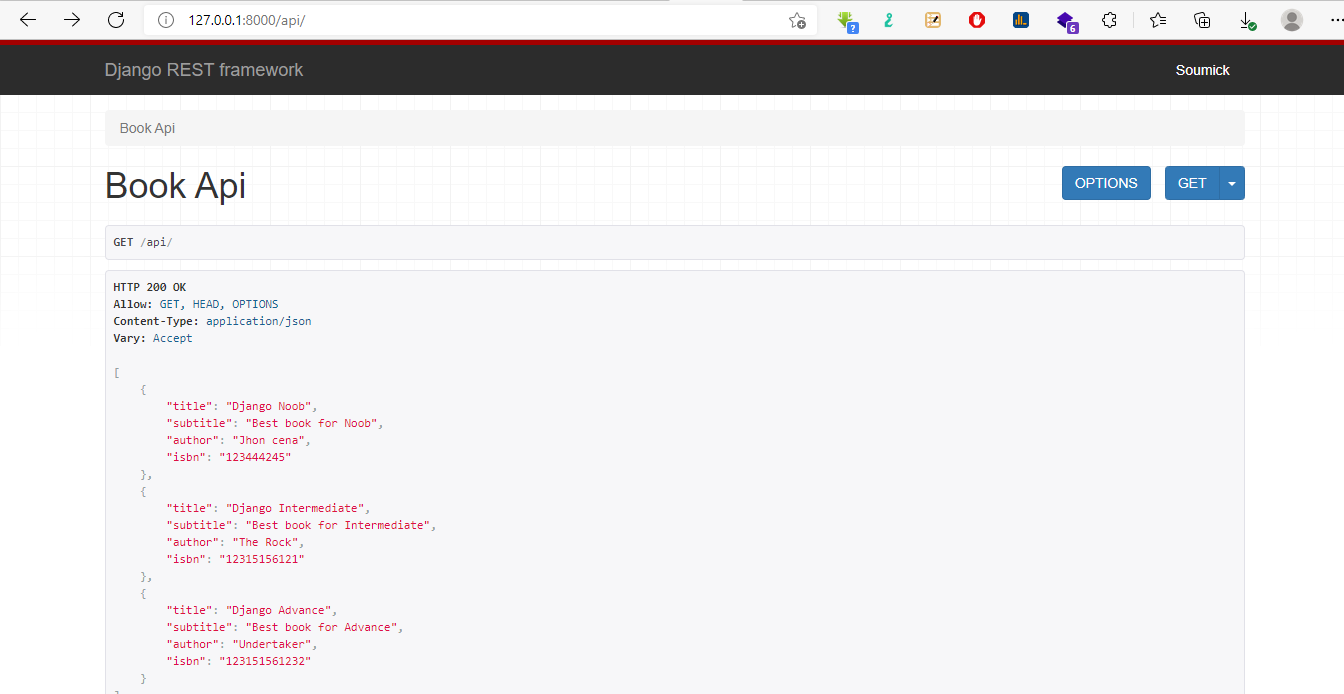 127.0.0.1:8000/api/
?
6
Django REST framework
Soumick
Book Api
Book Api
OPTIONS
GET
GET /api/
HTTP 200 OK
Allow: GET, HEAD, OPTIONS
Content-Type: application/json
Vary: Accept
[
{
"title": "Django Noob",
"subtitle": "Best book for Noob",
"author": "Jhon cena",
"isbn": "123444245"
},
{
"title": "Django Intermediate",
"subtitle": "Best book for Intermediate",
"author": "The Rock",
"isbn": "12315156121"
},
{
"title": "Django Advance",
"subtitle": "Best book for Advance",
"author": "Undertaker",
"isbn": "123151561232"
}